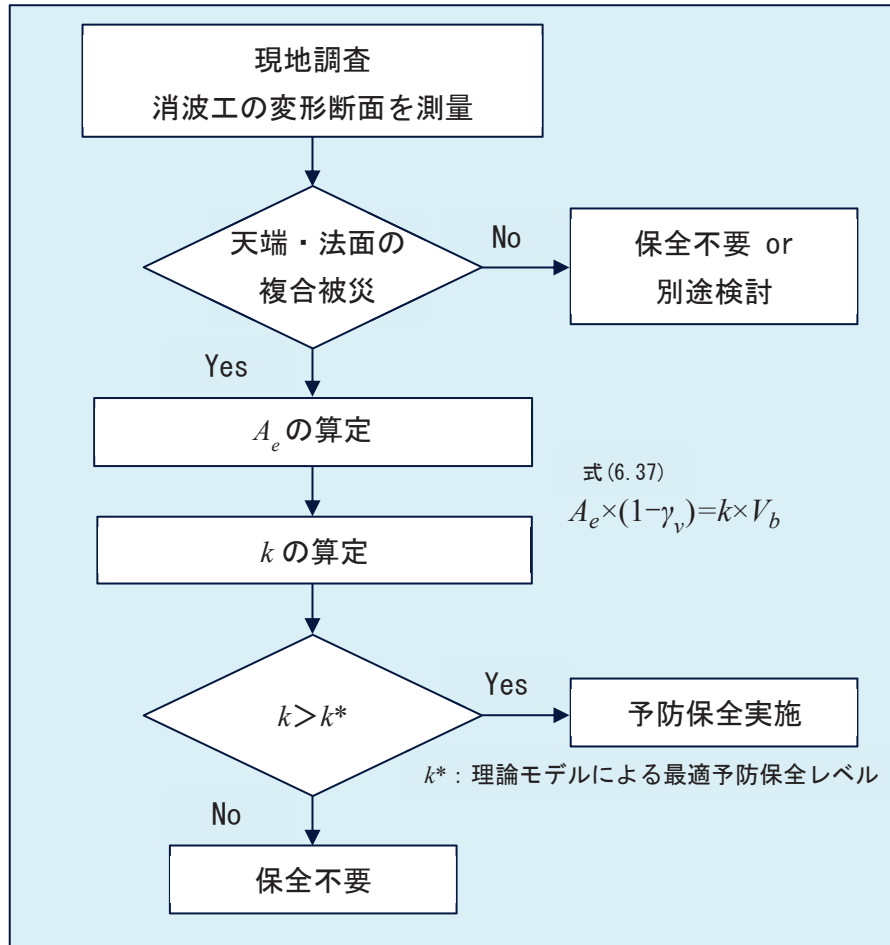 現地調査
消波工の変形断面を測量
天端・法面の
複合被災
No
保全不要 or
別途検討
Yes
Aeの算定
式(6.37)
Ae×(1−γv)=k×Vb
kの算定
k＞k*
Yes
予防保全実施
k*：理論モデルによる最適予防保全レベル
No
保全不要